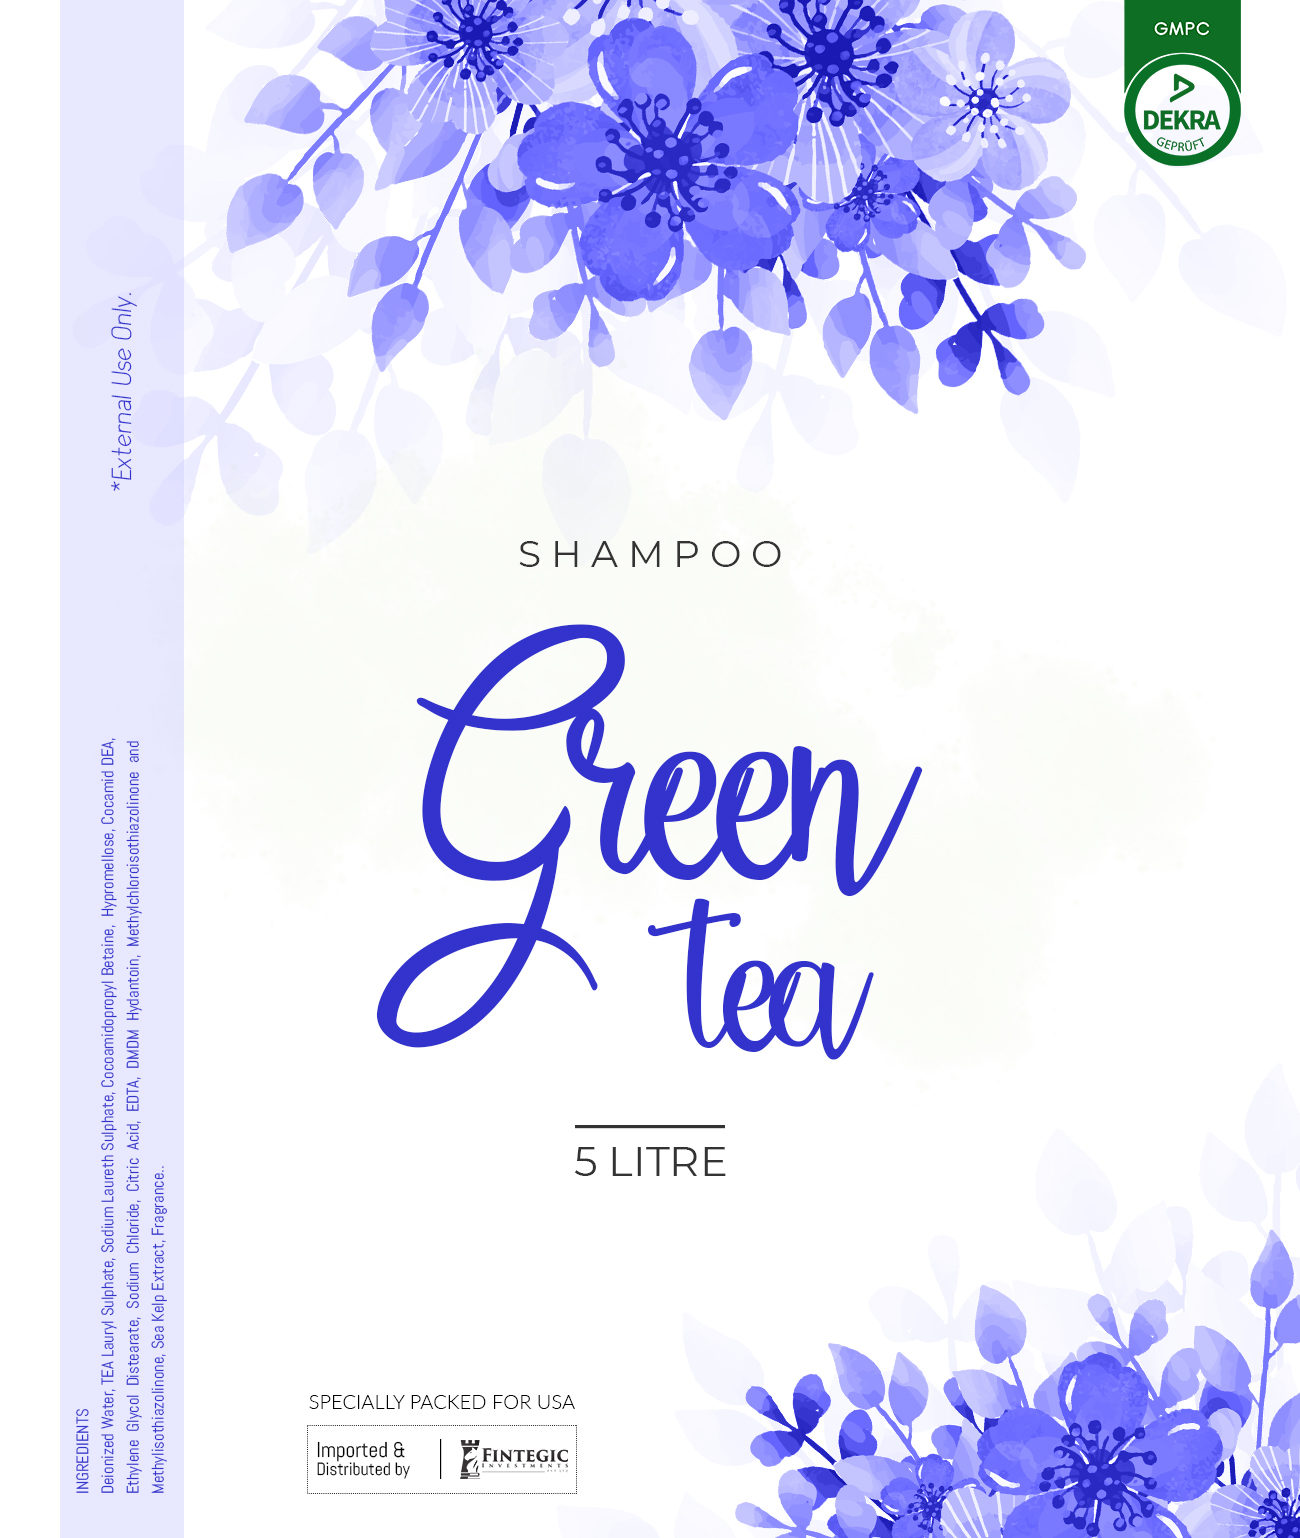 GMPC
DEKRA
GEPRÜFT
*External Use Only.
SHAMPOO
Green
tea
5 LITRE
INGREDIENTS
Deionized Water, TEA Lauryl Sulphate, Sodium Laureth Sulphate, Cocoamidopropyl Betaine, Hypromellose, Cocamid DEA,
Ethylene Glycol Distearate, Sodium Chloride, Citric Acid, EDTA, DMDM Hydantoin, Methylchloroisothiazolinone and
Methylisothiazolinone, Sea Kelp Extract, Fragrance..
SPECIALLY PACKED FOR USA
Imported &
Distributed by
FINTEGIC
INVESTMENTS